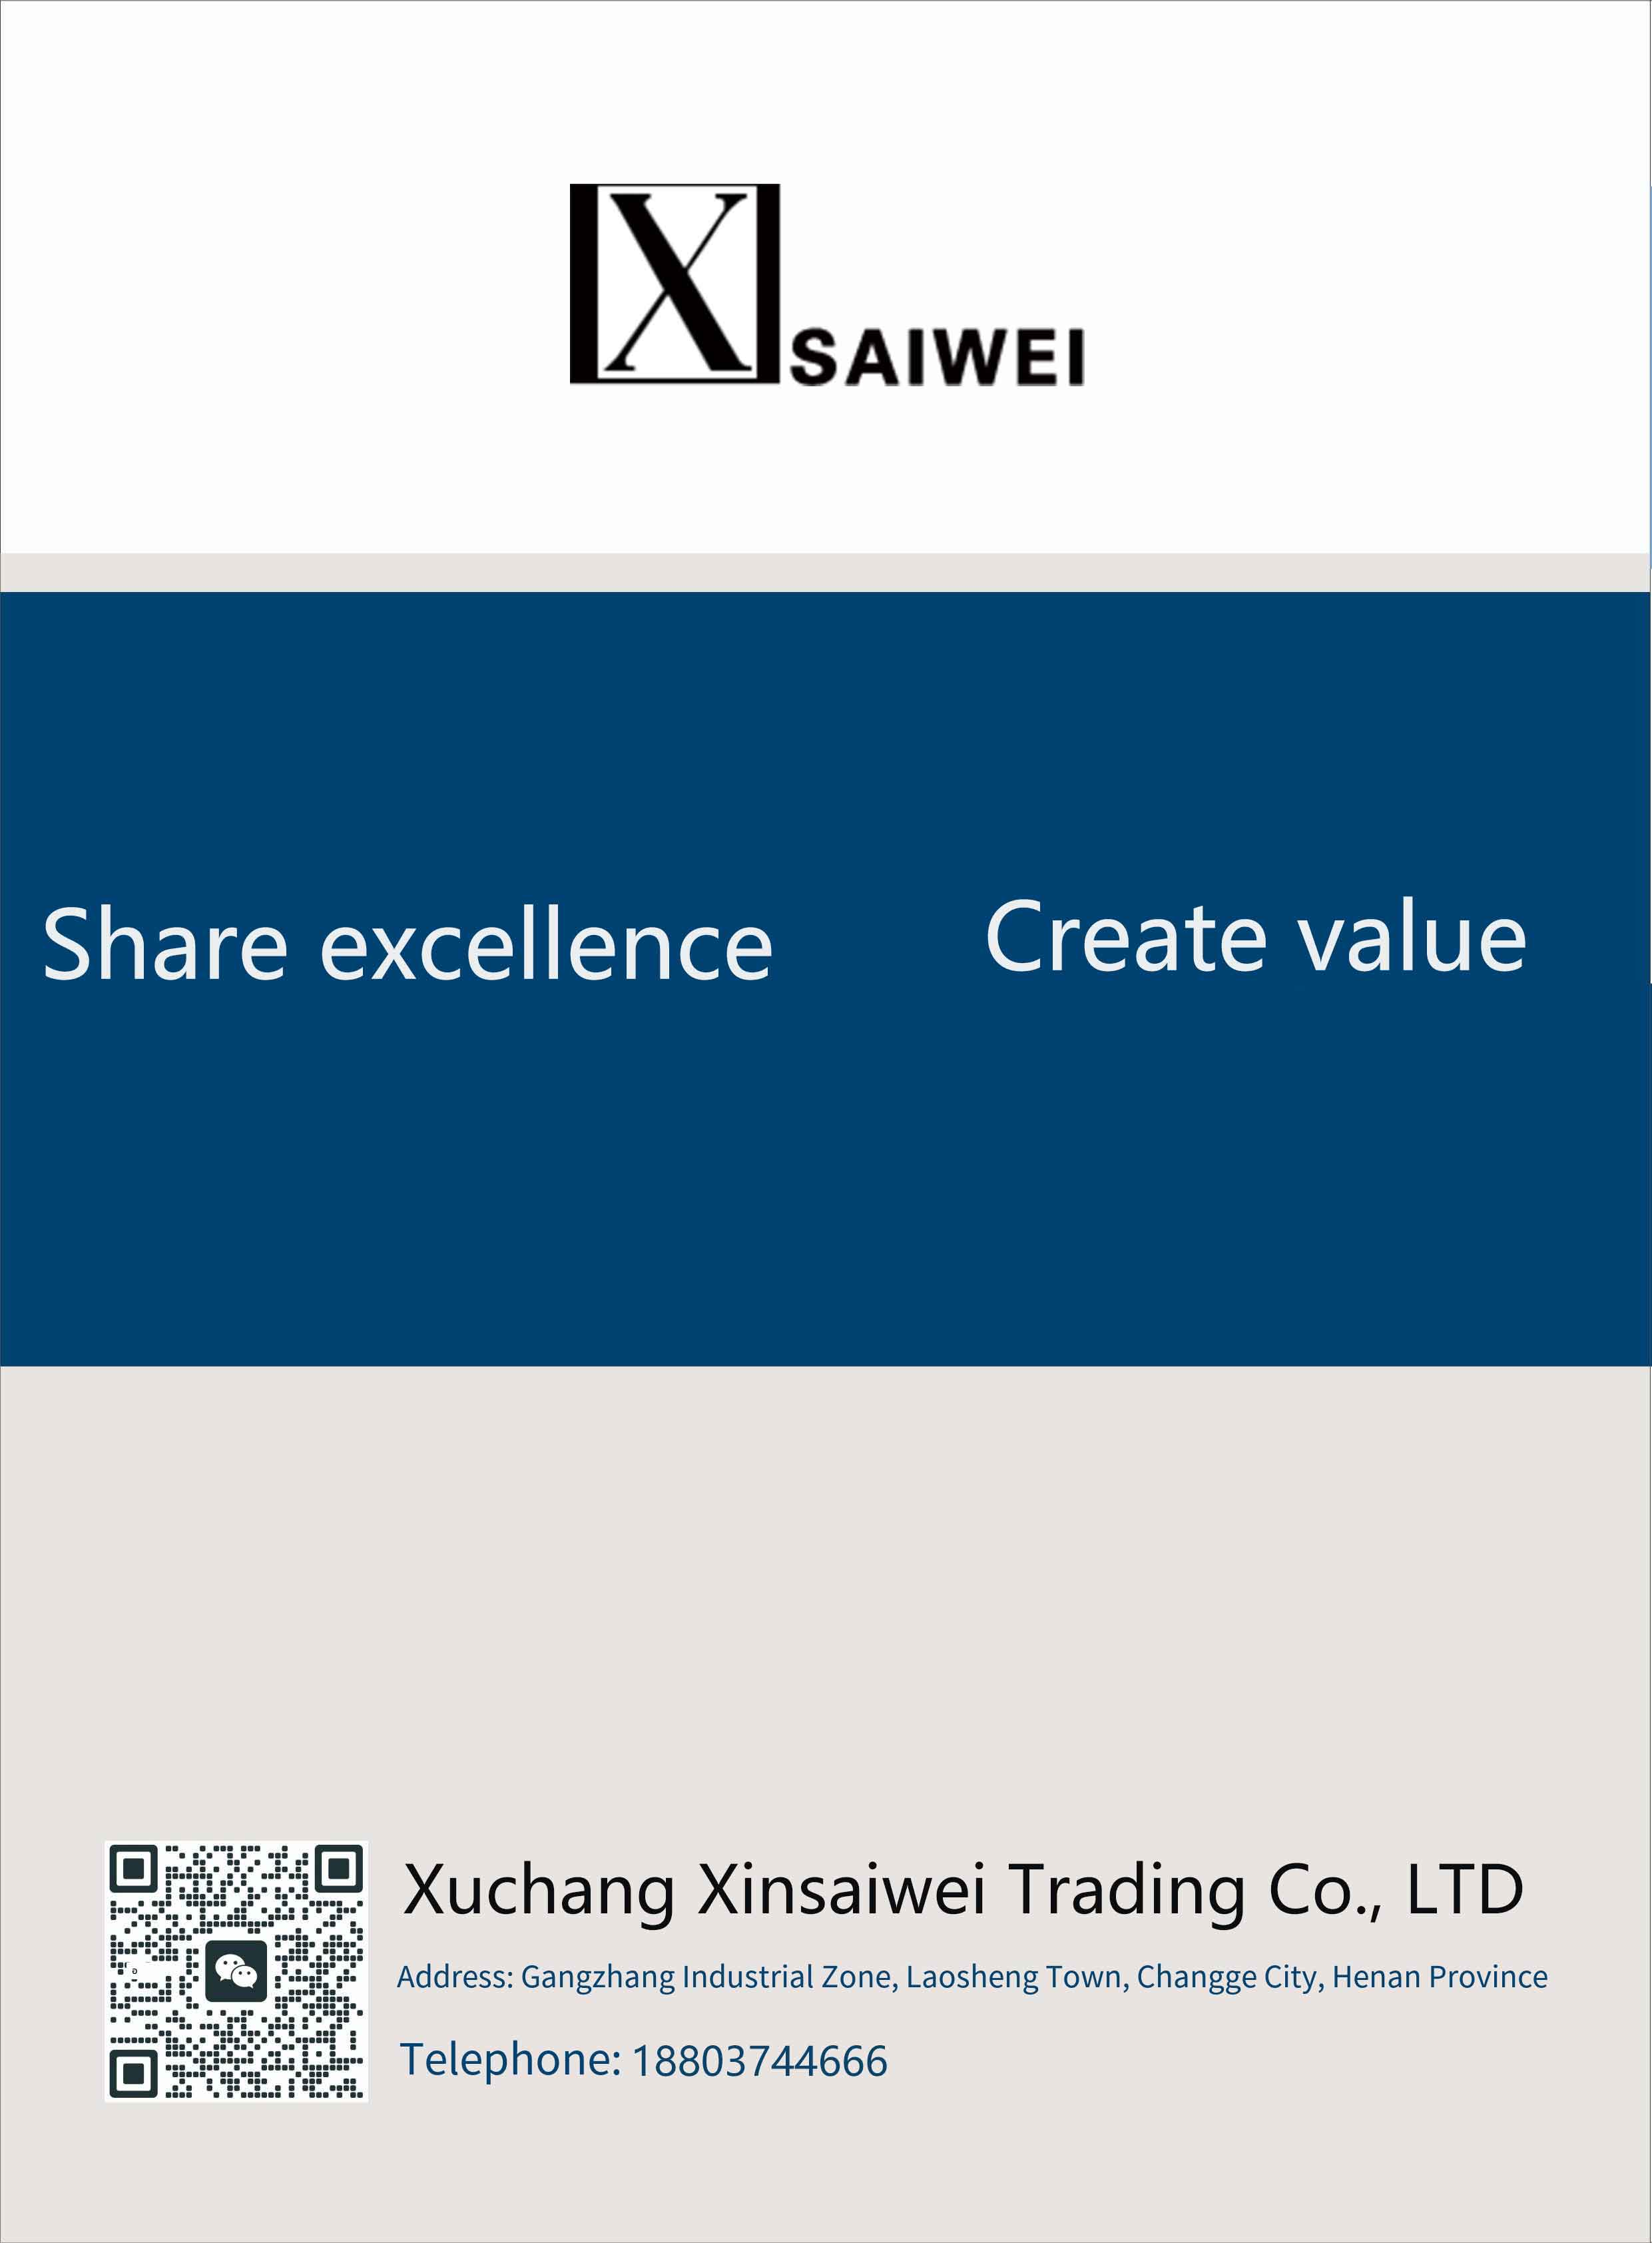 X SAIWEI
Share excellence
Create value
Xuchang Xinsaiwei Trading Co., LTD
Address: Gangzhang Industrial Zone, Laosheng Town, Changge City, Henan Province
Telephone: 18803744666